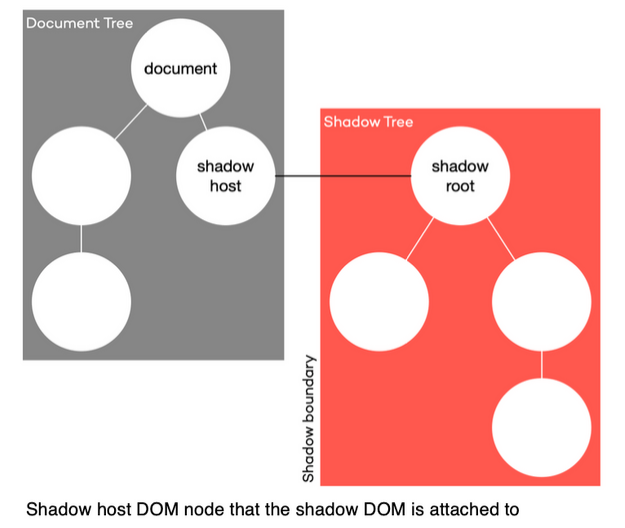 Document Tree
document
shadow
host
Shadow Tree
shadow
root
Shadow boundary
Shadow host DOM node that the shadow DOM is attached to